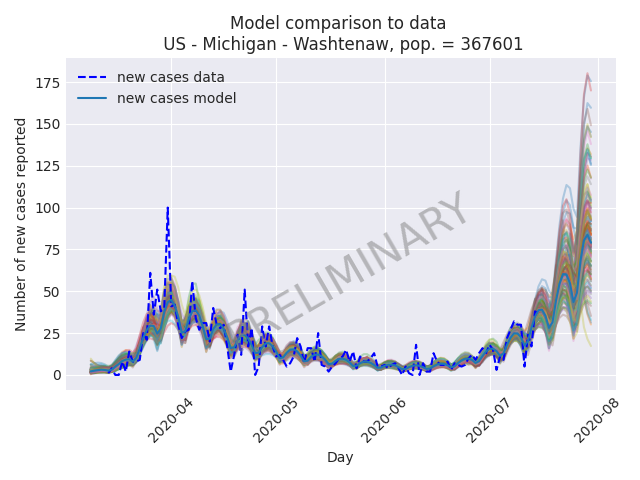 Model comparison to data
US - Michigan - Washtenaw, pop. = 367601
new cases data
new cases model
175
150
125
100
75
50
25
0
Number of new cases reported
PRELIMINARY
2020-04
2020-05
2020-06
2020-07
2020-08
Day